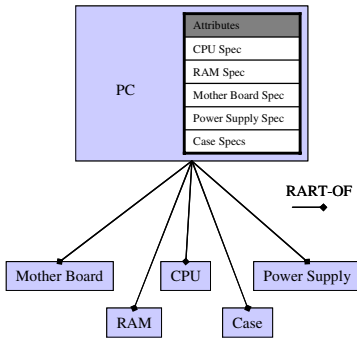 Attributes
CPU Spec
RAM Spec
PC
Mother Board Spec
Power Supply Spec
Case Specs
RART-OF
Mother Board
CPU
Power Supply
RAM
Case